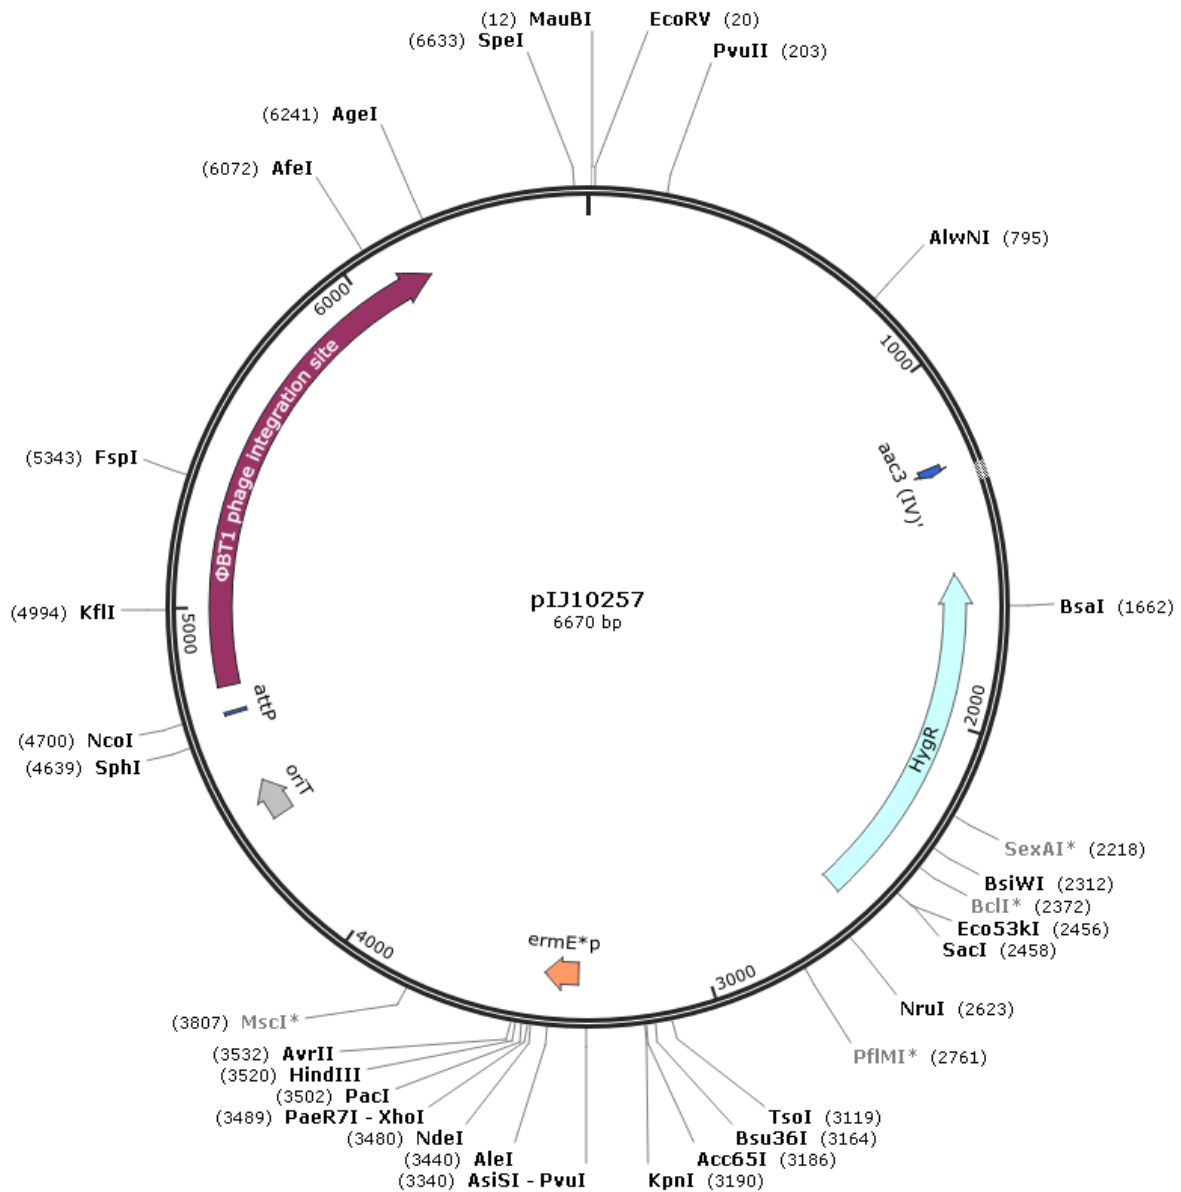 (12) MauBI
EcoRV (20)
(6633) SpeI
PvuII (203)
(6241) AgeI
(6072) AfeI
AlwNI (795)
6000
1000
ΦBT1 phage integration site
aac3 (IV)'
(5343) FspI
pIJ10257
6670 bp
BsaI (1662)
(4994) KflI
5000
attP
2000
HygR
(4700) NcoI
(4639) SphI
oriT
SexAI* (2218)
BsiWI (2312)
BclI* (2372)
Eco53kI (2456)
SacI (2458)
ermE*p
4000
3000
NruI (2623)
(3807) MscI*
PflMI* (2761)
(3532) AvrII
(3520) HindIII
(3502) PacI
(3489) PaeR7I - XhoI
TsoI (3119)
(3480) NdeI
Bsu36I (3164)
(3440) AleI
Acc65I (3186)
(3340) AsiSI - PvuI
KpnI (3190)